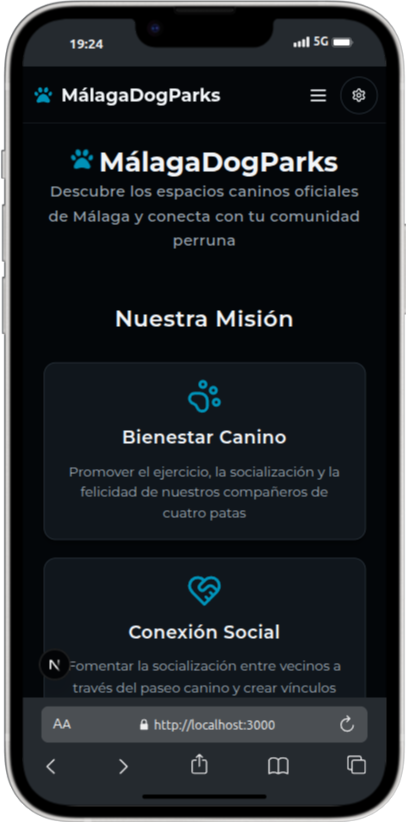 19:24
5G
MálagaDogParks
MálagaDogParks
Descubre los espacios caninos oficiales
de Málaga y conecta con tu comunidad
perruna
Nuestra Misión
Bienestar Canino
Promover el ejercicio, la socialización y la
felicidad de nuestros compañeros de
cuatro patas
Conexión Social
N
Fomentar la socialización entre vecinos a
través del paseo canino y crear vínculos
AA
http://localhost:3000